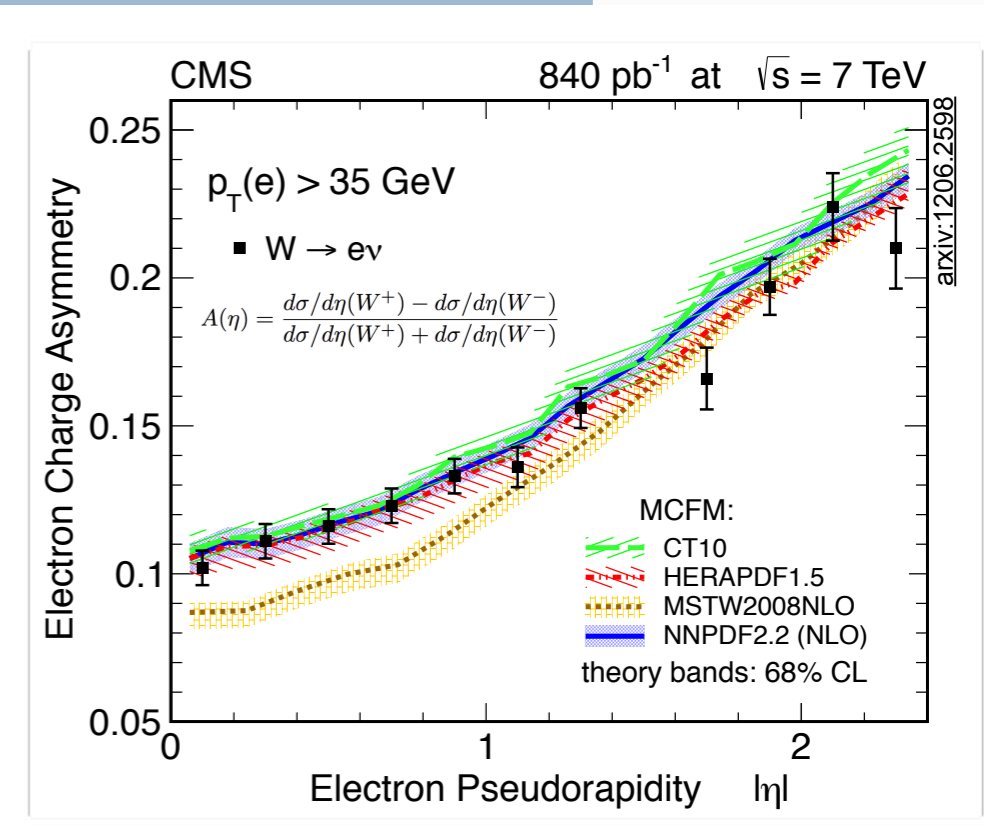 CMS 840 pb⁻¹ at √s = 7 TeV
0.25
0.2
0.15
0.1
0.05
Electron Charge Asymmetry
p_T(e) > 35 GeV
W → eν
A(η) = (dσ/dη(W⁺) − dσ/dη(W⁻)) / (dσ/dη(W⁺) + dσ/dη(W⁻))
arxiv:1206.2598
MCFM:
CT10
HERAPDF1.5
MSTW2008NLO
NNPDF2.2 (NLO)
theory bands: 68% CL
0 1 2
Electron Pseudorapidity |η|